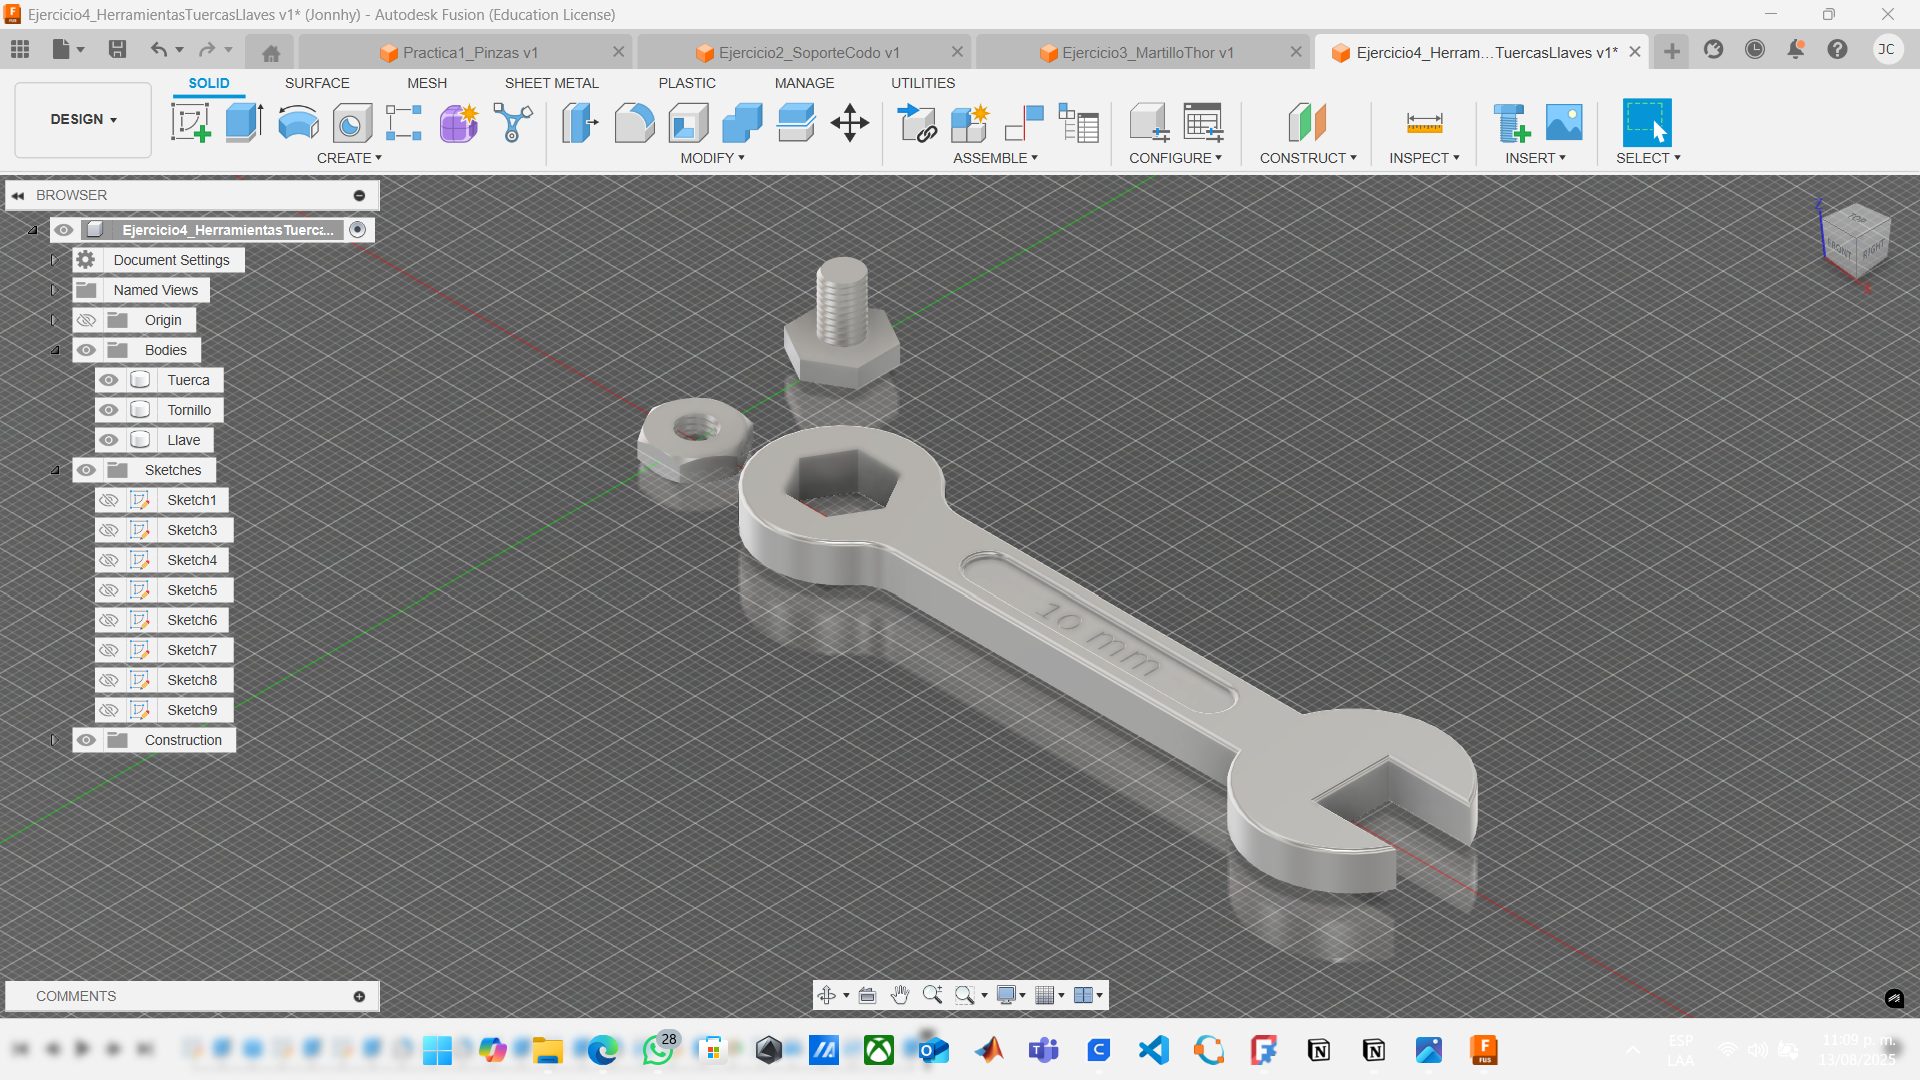 Ejercicio4_HerramientasTuercasLlaves v1* (Jonnhy) - Autodesk Fusion (Education License)
Practica1_Pinzas v1
Ejercicio2_SoporteCodo v1
Ejercicio3_MartilloThor v1
Ejercicio4_Herram...TuercasLlaves v1*
JC
DESIGN
SOLID
SURFACE
MESH
SHEET METAL
PLASTIC
MANAGE
UTILITIES
CREATE
MODIFY
ASSEMBLE
CONFIGURE
CONSTRUCT
INSPECT
INSERT
SELECT
BROWSER
Ejercicio4_HerramientasTuerca...
Document Settings
Named Views
Origin
Bodies
Tuerca
Tornillo
Llave
Sketches
Sketch1
Sketch3
Sketch4
Sketch5
Sketch6
Sketch7
Sketch8
Sketch9
Construction
Z
TOP
FRONT
RIGHT
X
10 mm
COMMENTS
28
ESP
LAA
11:09 p. m.
13/08/2025